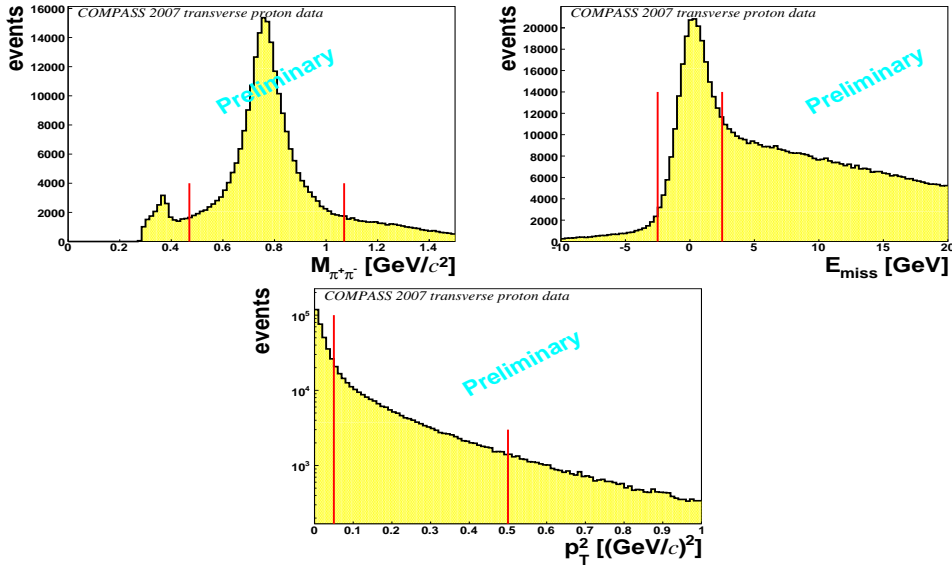 COMPASS 2007 transverse proton data
events
16000
14000
12000
10000
8000
6000
4000
2000
0
Preliminary
0 0.2 0.4 0.6 0.8 1 1.2 1.4
M_{π⁺π⁻} [GeV/c²]
COMPASS 2007 transverse proton data
events
20000
18000
16000
14000
12000
10000
8000
6000
4000
2000
0
Preliminary
-10 -5 0 5 10 15 20
E_{miss} [GeV]
COMPASS 2007 transverse proton data
events
10⁵
10⁴
10³
Preliminary
0 0.1 0.2 0.3 0.4 0.5 0.6 0.7 0.8 0.9 1
p_T² [(GeV/c)²]